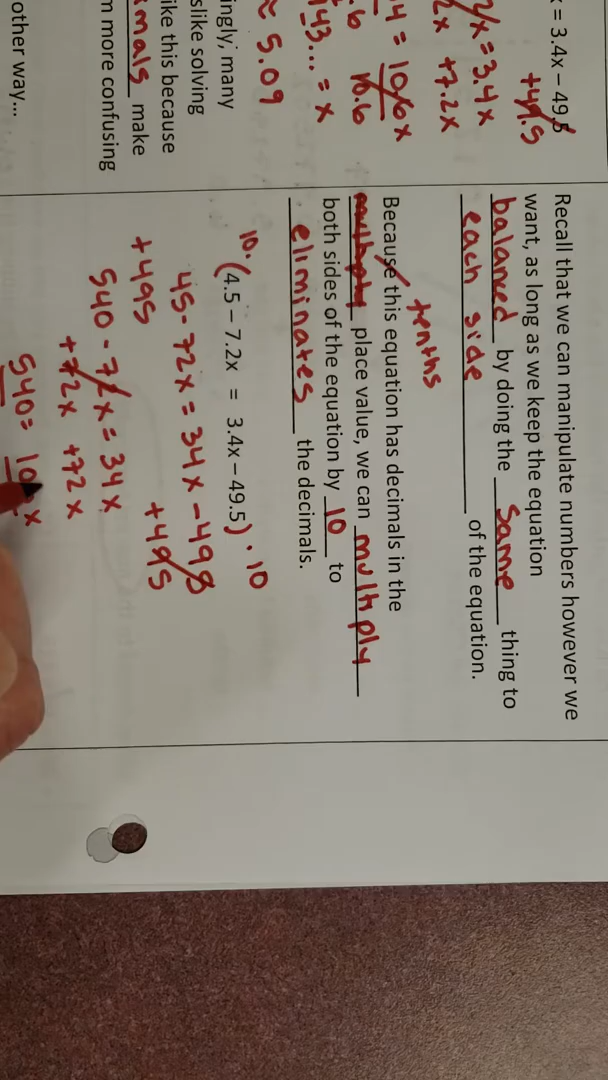 = 3.4x – 49.5
+49.5
x = 3.4x
+7.2x
= 10.6x
10.6
143... = x
≈ 5.09
ingly, many
slike solving
ike this because
make
m more confusing
other way...
Recall that we can manipulate numbers however we
want, as long as we keep the equation
balanced by doing the same thing to
each side of the equation.
tenths
Because this equation has decimals in the
multiply place value, we can multiply
both sides of the equation by 10 to
eliminates the decimals.
10·(4.5 – 7.2x = 3.4x – 49.5)·10
45 - 72x = 34x - 495
+495 +495
540 - 72x = 34x
+72x +72x
540 = 10 x